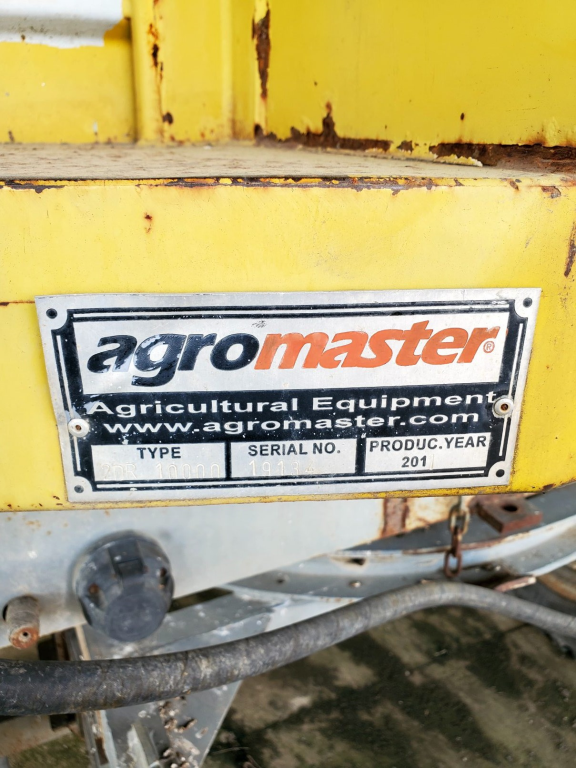 agromaster®
Agricultural Equipment
www.agromaster.com
TYPE SERIAL NO. PRODUC.YEAR
201